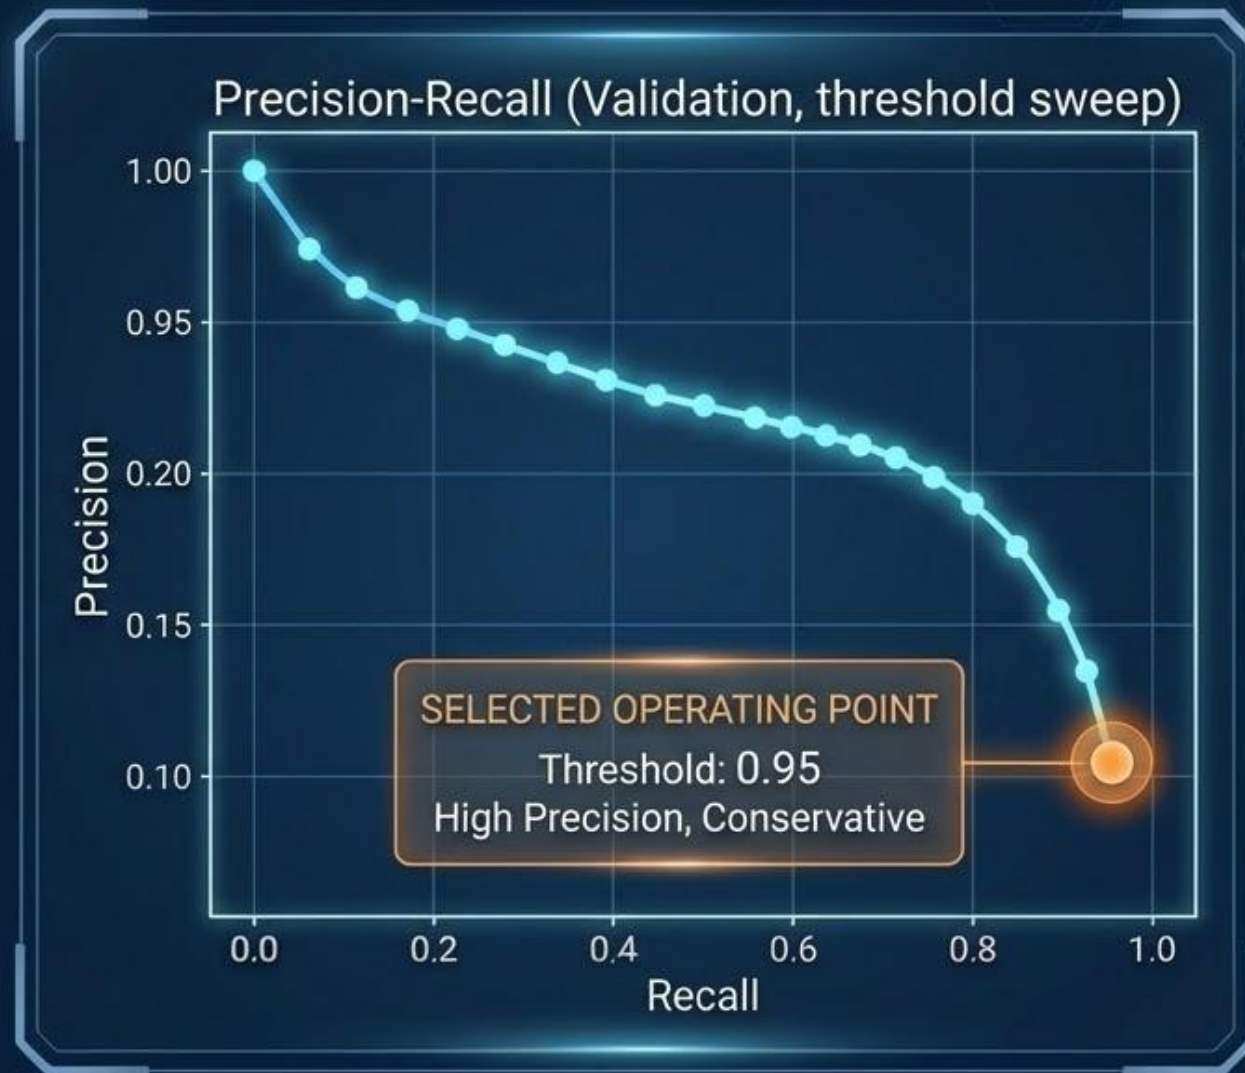 Precision-Recall (Validation, threshold sweep)
1.00
0.95
0.20
0.15
0.10
Precision
SELECTED OPERATING POINT
Threshold: 0.95
High Precision, Conservative
0.0 0.2 0.4 0.6 0.8 1.0
Recall